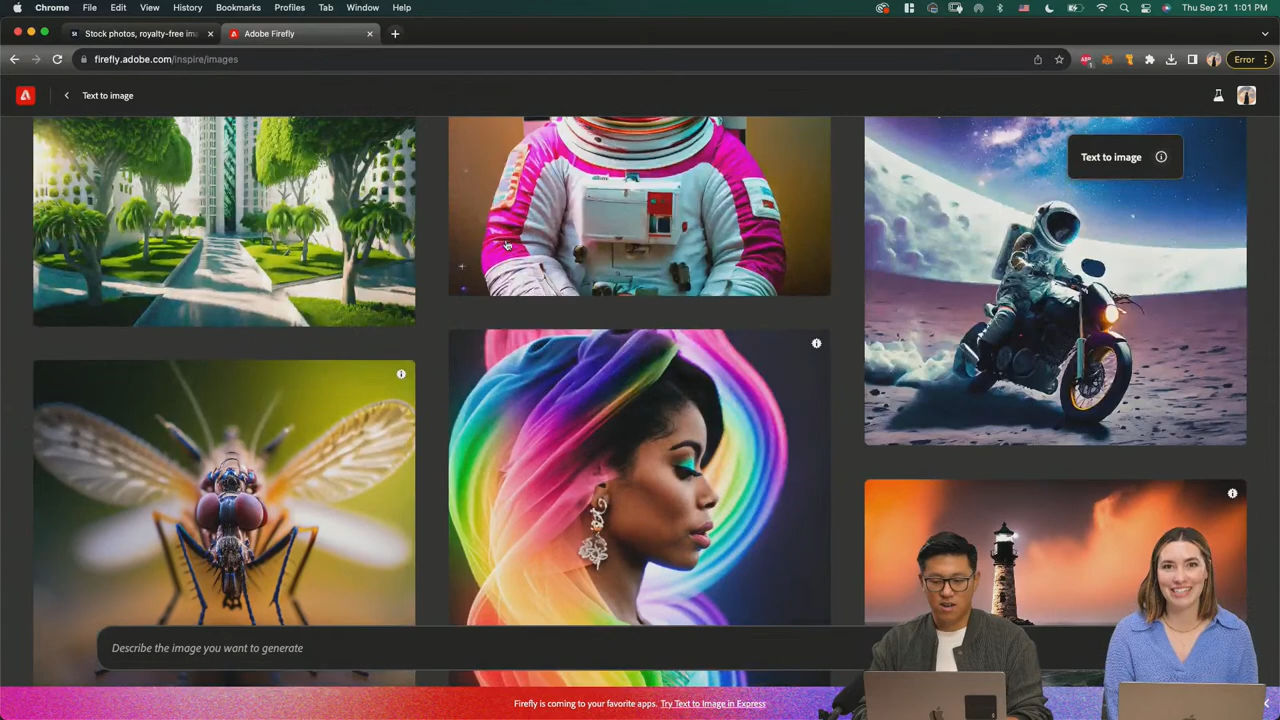 Chrome File Edit View History Bookmarks Profiles Tab Window Help
Thu Sep 21 1:01 PM
Stock photos, royalty-free im
Adobe Firefly
firefly.adobe.com/inspire/images
Error
Text to image
Text to image
Describe the image you want to generate
Firefly is coming to your favorite apps. Try Text to Image in Express